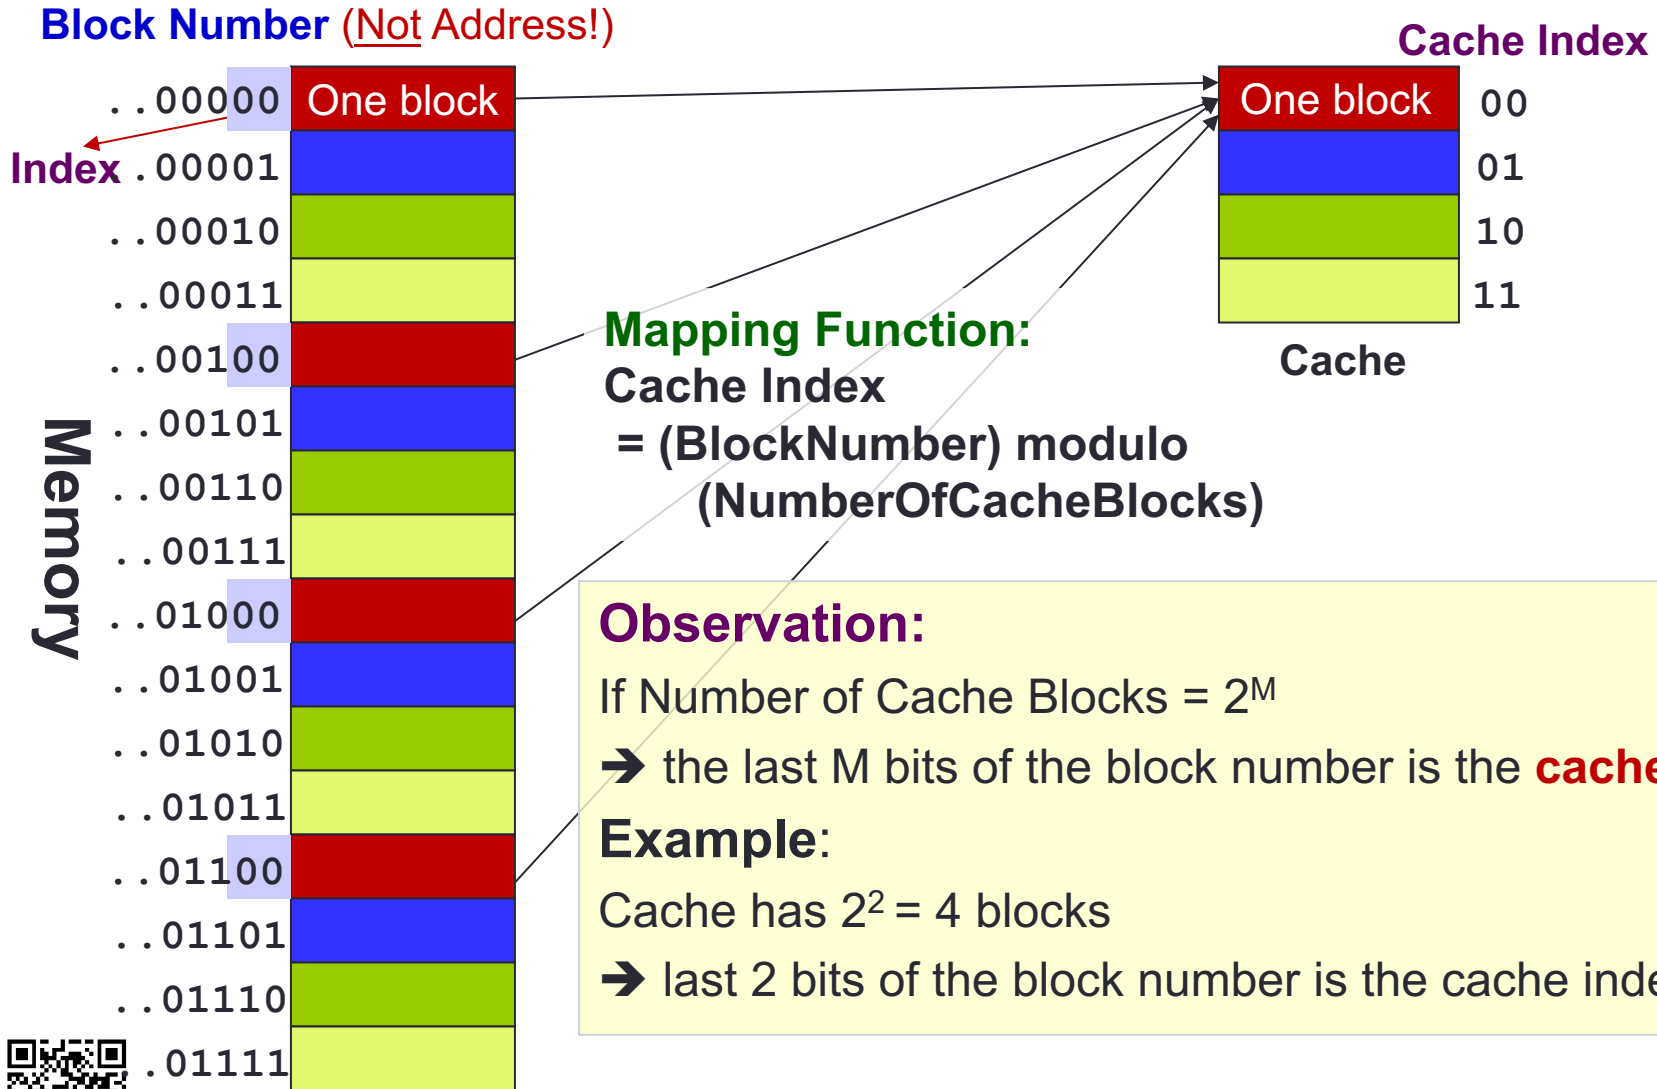 Block Number (Not Address!)
Cache Index
..00000 One block
One block 00
Index
..00001
01
..00010
10
..00011
11
..00100
Cache
..00101
..00110
..00111
..01000
..01001
..01010
..01011
..01100
..01101
..01110
..01111
Memory
Mapping Function:
Cache Index
= (BlockNumber) modulo
(NumberOfCacheBlocks)
Observation:
If Number of Cache Blocks = 2^M
➔ the last M bits of the block number is the cache
Example:
Cache has 2² = 4 blocks
➔ last 2 bits of the block number is the cache inde